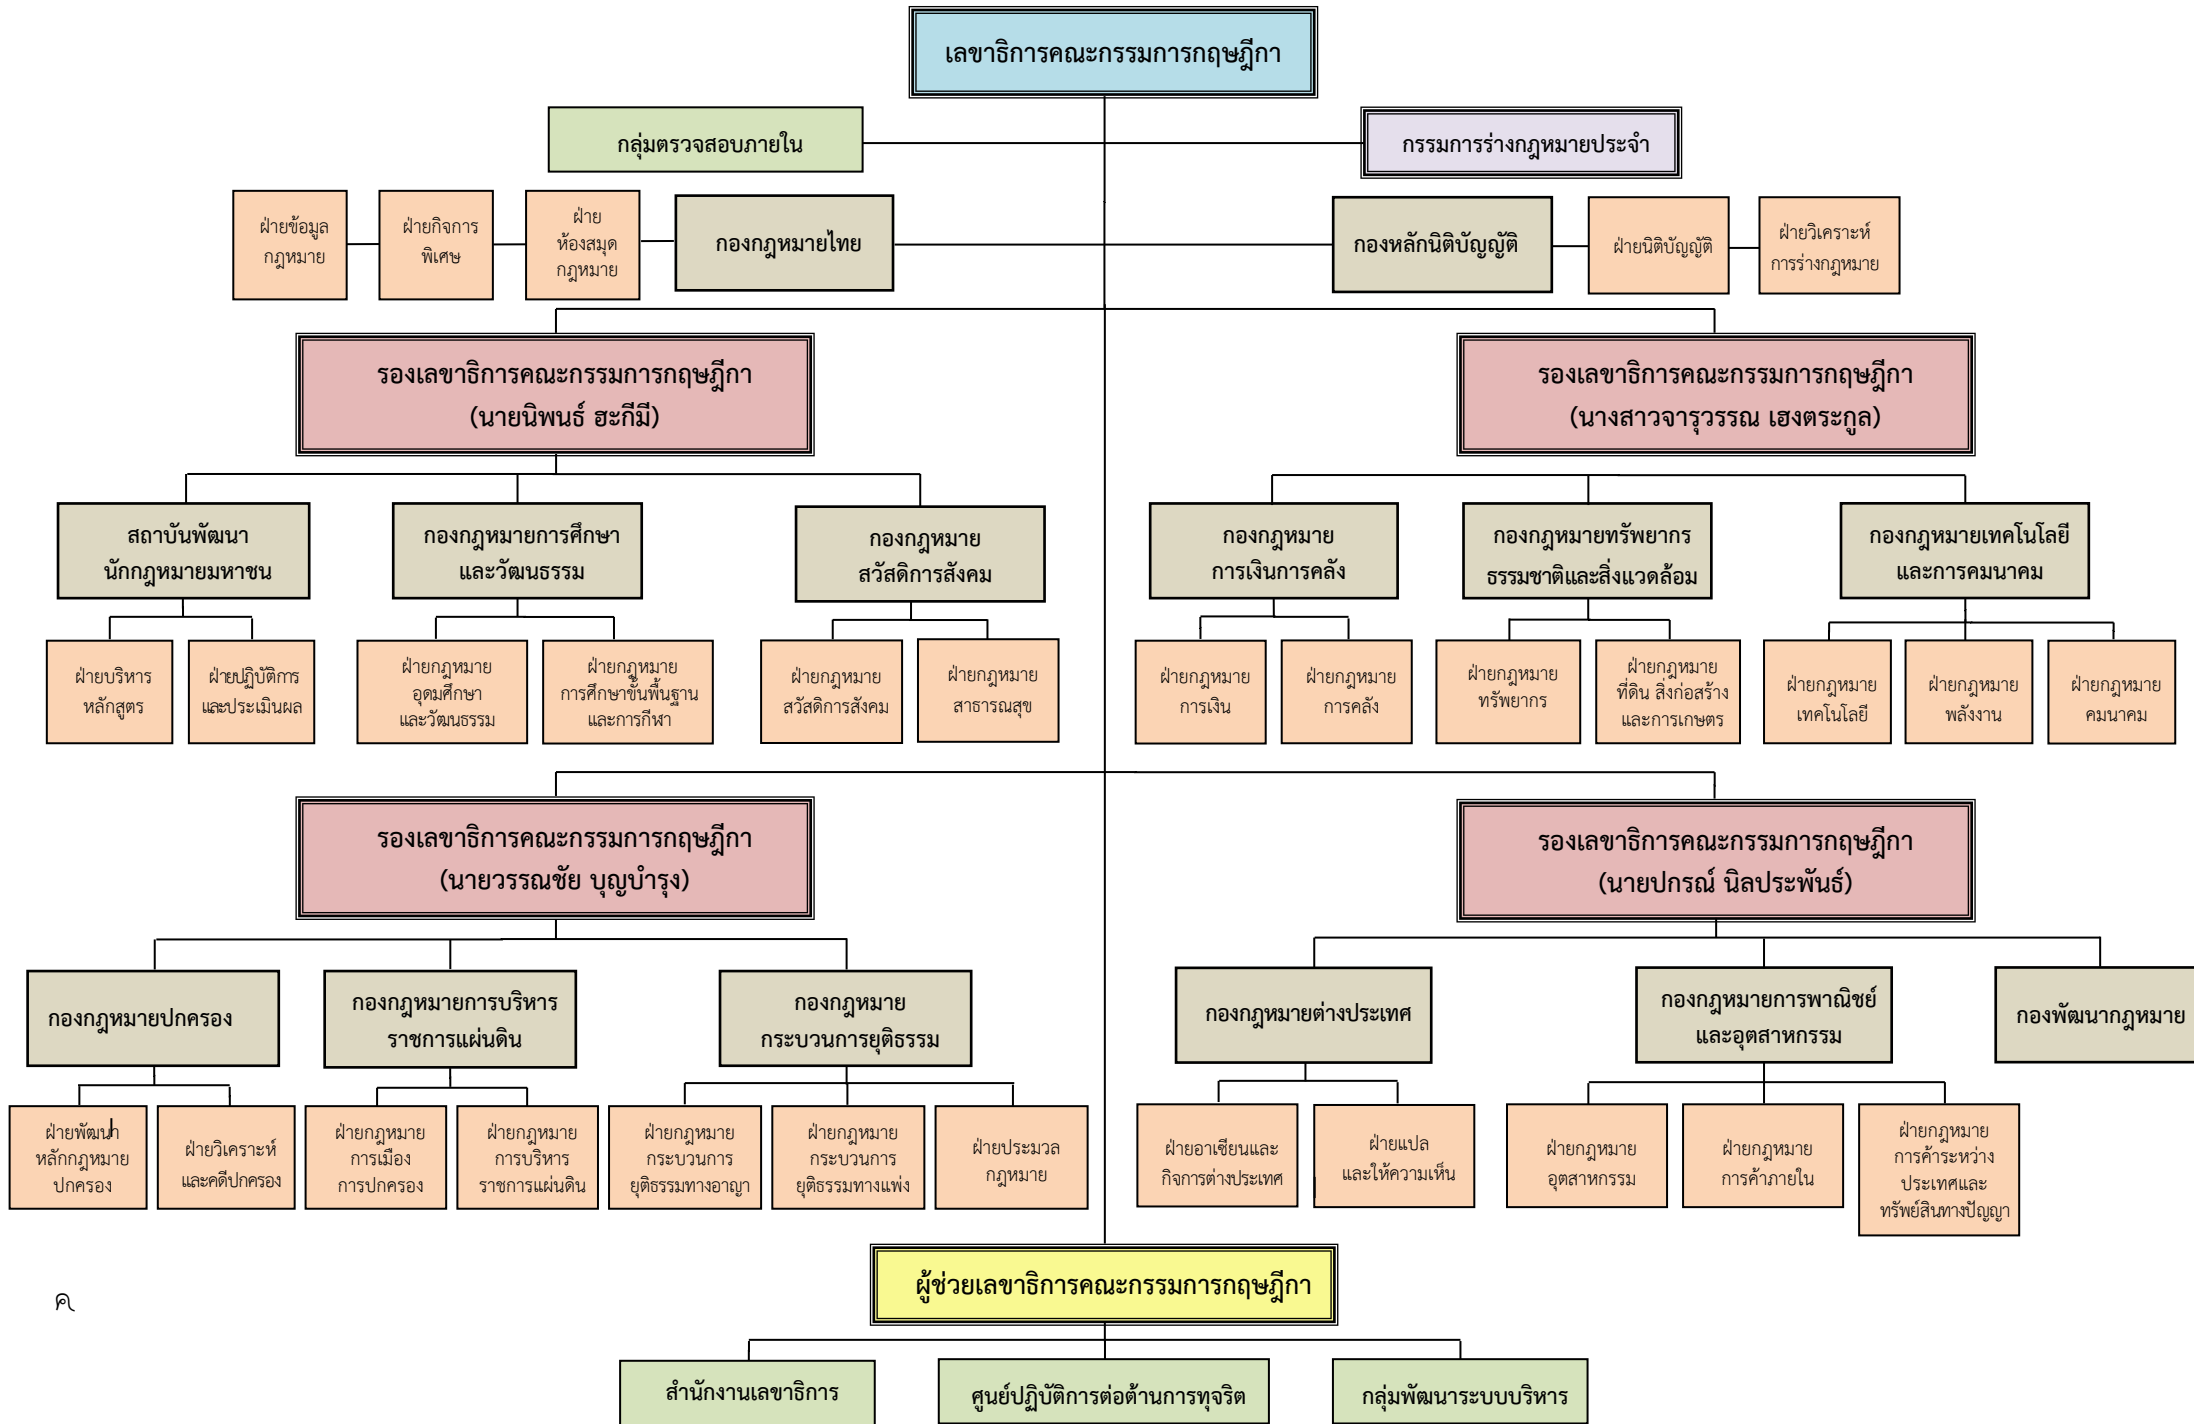 เลขาธิการคณะกรรมการกฤษฎีกา
กลุ่มตรวจสอบภายใน
กรรมการร่างกฎหมายประจำ
ฝ่ายข้อมูล
กฎหมาย
ฝ่ายกิจการ
พิเศษ
ฝ่าย
ห้องสมุด
กฎหมาย
กองกฎหมายไทย
กองหลักนิติบัญญัติ
ฝ่ายนิติบัญญัติ
ฝ่ายวิเคราะห์
การร่างกฎหมาย
รองเลขาธิการคณะกรรมการกฤษฎีกา
(นายนิพนธ์ ฮะกีมี)
รองเลขาธิการคณะกรรมการกฤษฎีกา
(นางสาวจารุวรรณ เฮงตระกูล)
สถาบันพัฒนา
นักกฎหมายมหาชน
กองกฎหมายการศึกษา
และวัฒนธรรม
กองกฎหมาย
สวัสดิการสังคม
กองกฎหมาย
การเงินการคลัง
กองกฎหมายทรัพยากร
ธรรมชาติและสิ่งแวดล้อม
กองกฎหมายเทคโนโลยี
และการคมนาคม
ฝ่ายบริหาร
หลักสูตร
ฝ่ายปฏิบัติการ
และประเมินผล
ฝ่ายกฎหมาย
อุดมศึกษา
และวัฒนธรรม
ฝ่ายกฎหมาย
การศึกษาขั้นพื้นฐาน
และการกีฬา
ฝ่ายกฎหมาย
สวัสดิการสังคม
ฝ่ายกฎหมาย
สาธารณสุข
ฝ่ายกฎหมาย
การเงิน
ฝ่ายกฎหมาย
การคลัง
ฝ่ายกฎหมาย
ทรัพยากร
ฝ่ายกฎหมาย
ที่ดิน สิ่งก่อสร้าง
และการเกษตร
ฝ่ายกฎหมาย
เทคโนโลยี
ฝ่ายกฎหมาย
พลังงาน
ฝ่ายกฎหมาย
คมนาคม
รองเลขาธิการคณะกรรมการกฤษฎีกา
(นายวรรณชัย บุญบำรุง)
รองเลขาธิการคณะกรรมการกฤษฎีกา
(นายปกรณ์ นิลประพันธ์)
กองกฎหมายปกครอง
กองกฎหมายการบริหาร
ราชการแผ่นดิน
กองกฎหมาย
กระบวนการยุติธรรม
กองกฎหมายต่างประเทศ
กองกฎหมายการพาณิชย์
และอุตสาหกรรม
กองพัฒนากฎหมาย
ฝ่ายพัฒนา
หลักกฎหมาย
ปกครอง
ฝ่ายวิเคราะห์
และคดีปกครอง
ฝ่ายกฎหมาย
การเมือง
การปกครอง
ฝ่ายกฎหมาย
การบริหาร
ราชการแผ่นดิน
ฝ่ายกฎหมาย
กระบวนการ
ยุติธรรมทางอาญา
ฝ่ายกฎหมาย
กระบวนการ
ยุติธรรมทางแพ่ง
ฝ่ายประมวล
กฎหมาย
ฝ่ายอาเซียนและ
กิจการต่างประเทศ
ฝ่ายแปล
และให้ความเห็น
ฝ่ายกฎหมาย
อุตสาหกรรม
ฝ่ายกฎหมาย
การค้าภายใน
ฝ่ายกฎหมาย
การค้าระหว่าง
ประเทศและ
ทรัพย์สินทางปัญญา
ผู้ช่วยเลขาธิการคณะกรรมการกฤษฎีกา
สำนักงานเลขาธิการ
ศูนย์ปฏิบัติการต่อต้านการทุจริต
กลุ่มพัฒนาระบบบริหาร